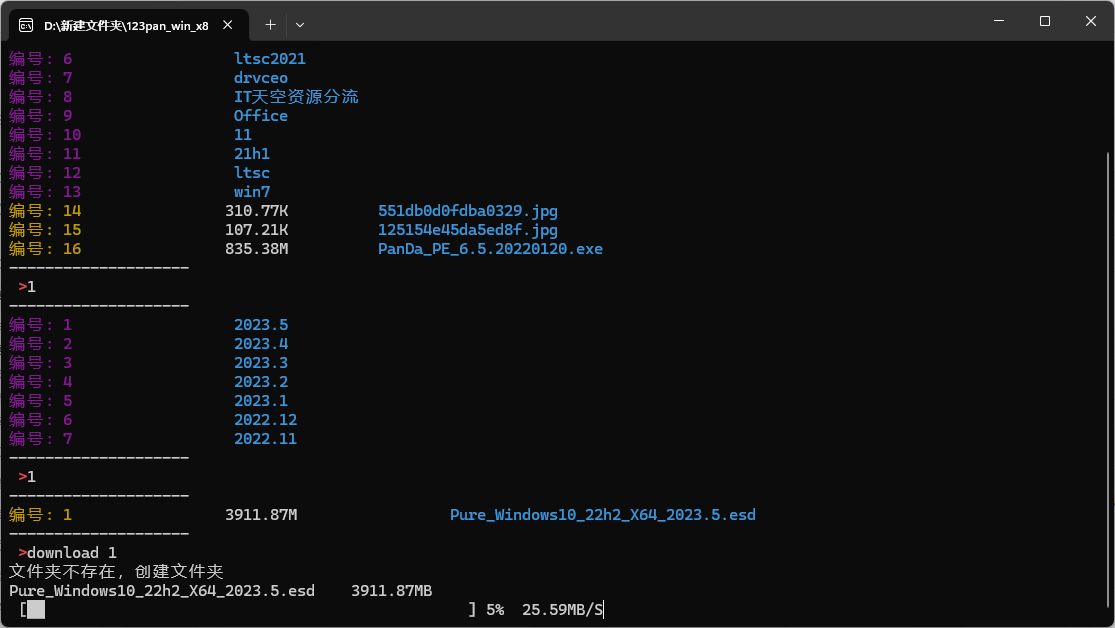 D:\新建文件夹\123pan_win_x8
编号: 6 ltsc2021
编号: 7 drvceo
编号: 8 IT天空资源分流
编号: 9 Office
编号: 10 11
编号: 11 21h1
编号: 12 ltsc
编号: 13 win7
编号: 14 310.77K 551db0d0fdba0329.jpg
编号: 15 107.21K 125154e45da5ed8f.jpg
编号: 16 835.38M PanDa_PE_6.5.20220120.exe
--------------------
>1
--------------------
编号: 1 2023.5
编号: 2 2023.4
编号: 3 2023.3
编号: 4 2023.2
编号: 5 2023.1
编号: 6 2022.12
编号: 7 2022.11
--------------------
>1
--------------------
编号: 1 3911.87M Pure_Windows10_22h2_X64_2023.5.esd
--------------------
>download 1
文件夹不存在，创建文件夹
Pure_Windows10_22h2_X64_2023.5.esd 3911.87MB
[██ ] 5% 25.59MB/S